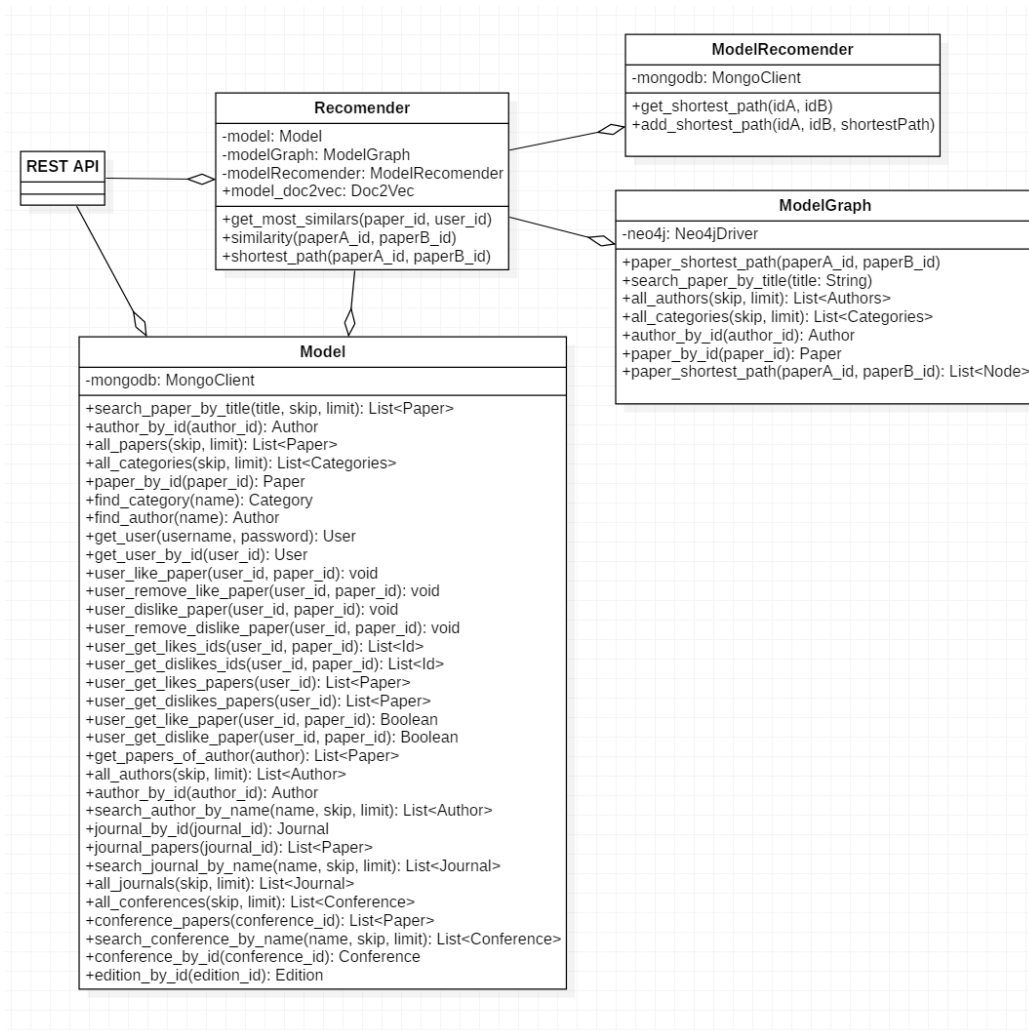 ModelRecomender
-mongodb: MongoClient
+get_shortest_path(idA, idB)
+add_shortest_path(idA, idB, shortestPath)
Recomender
-model: Model
-modelGraph: ModelGraph
-modelRecomender: ModelRecomender
+model_doc2vec: Doc2Vec
+get_most_similars(paper_id, user_id)
+similarity(paperA_id, paperB_id)
+shortest_path(paperA_id, paperB_id)
REST API
ModelGraph
-neo4j: Neo4jDriver
+paper_shortest_path(paperA_id, paperB_id)
+search_paper_by_title(title: String)
+all_authors(skip, limit): List<Authors>
+all_categories(skip, limit): List<Categories>
+author_by_id(author_id): Author
+paper_by_id(paper_id): Paper
+paper_shortest_path(paperA_id, paperB_id): List<Node>
Model
-mongodb: MongoClient
+search_paper_by_title(title, skip, limit): List<Paper>
+author_by_id(author_id): Author
+all_papers(skip, limit): List<Paper>
+all_categories(skip, limit): List<Categories>
+paper_by_id(paper_id): Paper
+find_category(name): Category
+find_author(name): Author
+get_user(username, password): User
+get_user_by_id(user_id): User
+user_like_paper(user_id, paper_id): void
+user_remove_like_paper(user_id, paper_id): void
+user_dislike_paper(user_id, paper_id): void
+user_remove_dislike_paper(user_id, paper_id): void
+user_get_likes_ids(user_id, paper_id): List<Id>
+user_get_dislikes_ids(user_id, paper_id): List<Id>
+user_get_likes_papers(user_id): List<Paper>
+user_get_dislikes_papers(user_id): List<Paper>
+user_get_like_paper(user_id, paper_id): Boolean
+user_get_dislike_paper(user_id, paper_id): Boolean
+get_papers_of_author(author): List<Paper>
+all_authors(skip, limit): List<Author>
+author_by_id(author_id): Author
+search_author_by_name(name, skip, limit): List<Author>
+journal_by_id(journal_id): Journal
+journal_papers(journal_id): List<Paper>
+search_journal_by_name(name, skip, limit): List<Journal>
+all_journals(skip, limit): List<Journal>
+all_conferences(skip, limit): List<Conference>
+conference_papers(conference_id): List<Paper>
+search_conference_by_name(name, skip, limit): List<Conference>
+conference_by_id(conference_id): Conference
+edition_by_id(edition_id): Edition